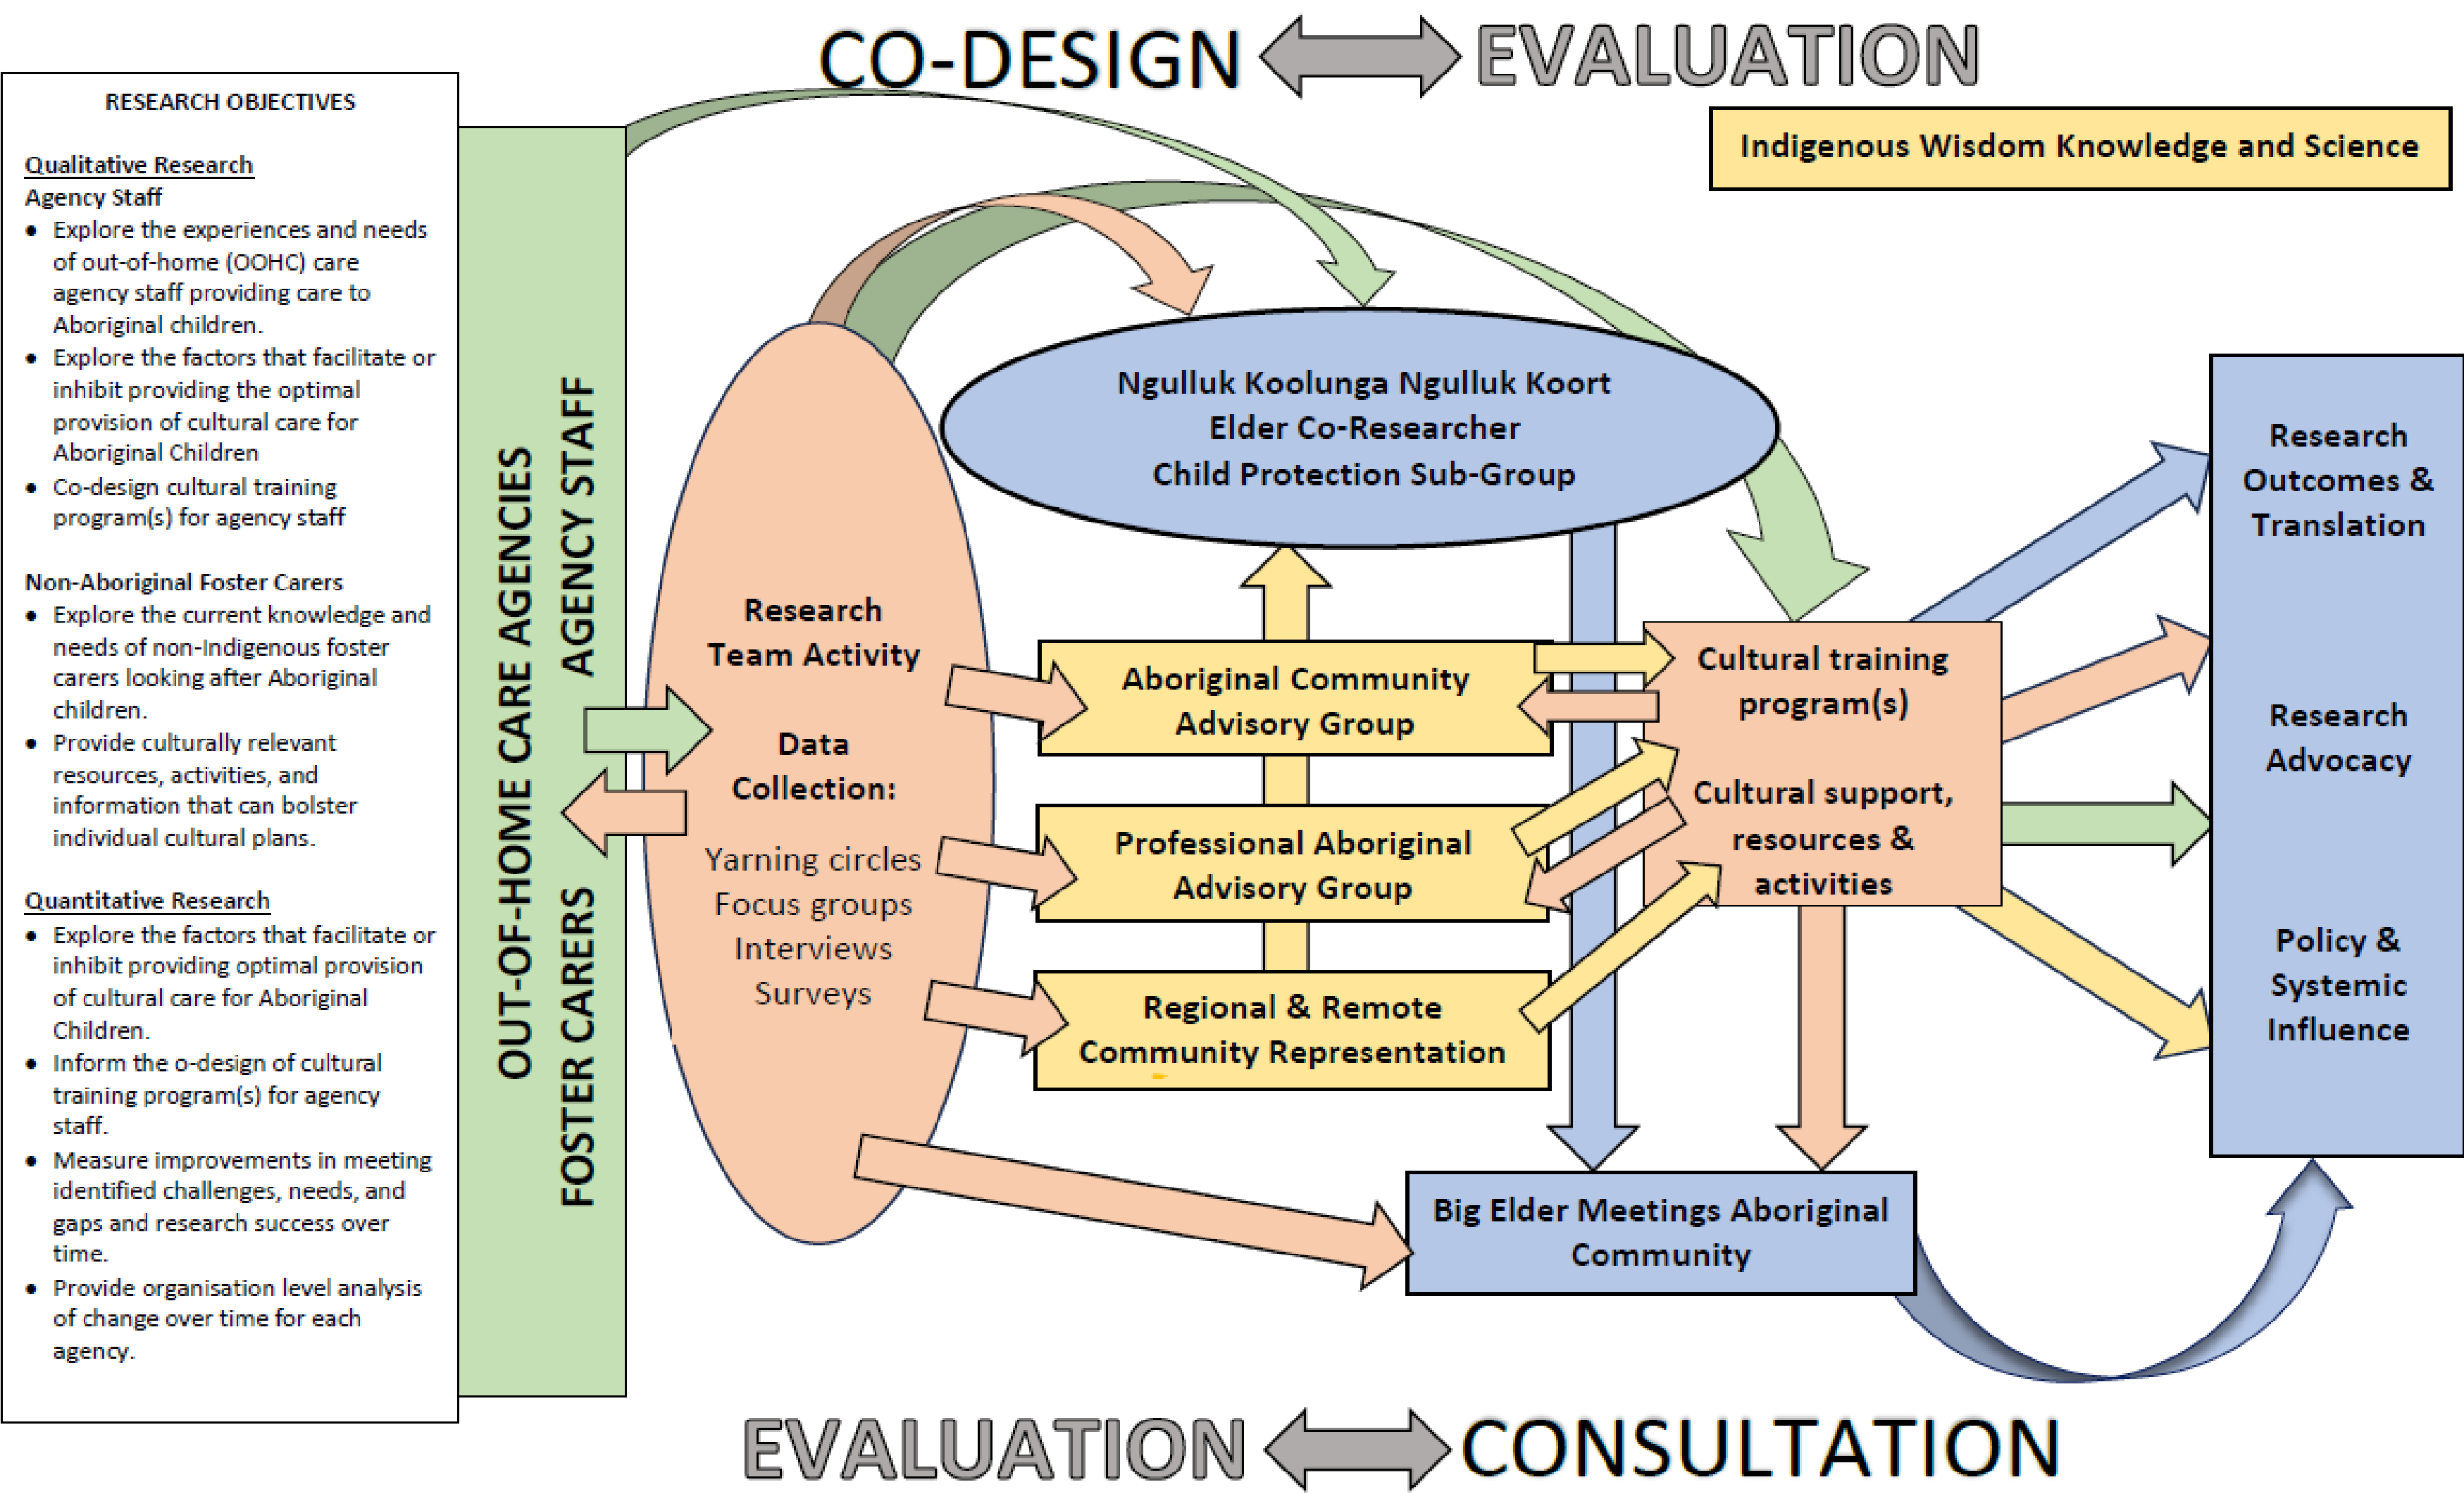 CO-DESIGN
EVALUATION
Indigenous Wisdom Knowledge and Science
RESEARCH OBJECTIVES
Qualitative Research
Agency Staff
● Explore the experiences and needs
of out-of-home (OOHC) care
agency staff providing care to
Aboriginal children.
● Explore the factors that facilitate or
inhibit providing the optimal
provision of cultural care for
Aboriginal Children
● Co-design cultural training
program(s) for agency staff
Non-Aboriginal Foster Carers
● Explore the current knowledge and
needs of non-Indigenous foster
carers looking after Aboriginal
children.
● Provide culturally relevant
resources, activities, and
information that can bolster
individual cultural plans.
Quantitative Research
● Explore the factors that facilitate or
inhibit providing optimal provision
of cultural care for Aboriginal
Children.
● Inform the o-design of cultural
training program(s) for agency
staff.
● Measure improvements in meeting
identified challenges, needs, and
gaps and research success over
time.
● Provide organisation level analysis
of change over time for each
agency.
OUT-OF-HOME CARE AGENCIES
FOSTER CARERS AGENCY STAFF
Research
Team Activity
Data
Collection:
Yarning circles
Focus groups
Interviews
Surveys
Ngulluk Koolunga Ngulluk Koort
Elder Co-Researcher
Child Protection Sub-Group
Aboriginal Community
Advisory Group
Professional Aboriginal
Advisory Group
Regional & Remote
Community Representation
Cultural training
program(s)
Cultural support,
resources &
activities
Big Elder Meetings Aboriginal
Community
Research
Outcomes &
Translation
Research
Advocacy
Policy &
Systemic
Influence
EVALUATION
CONSULTATION